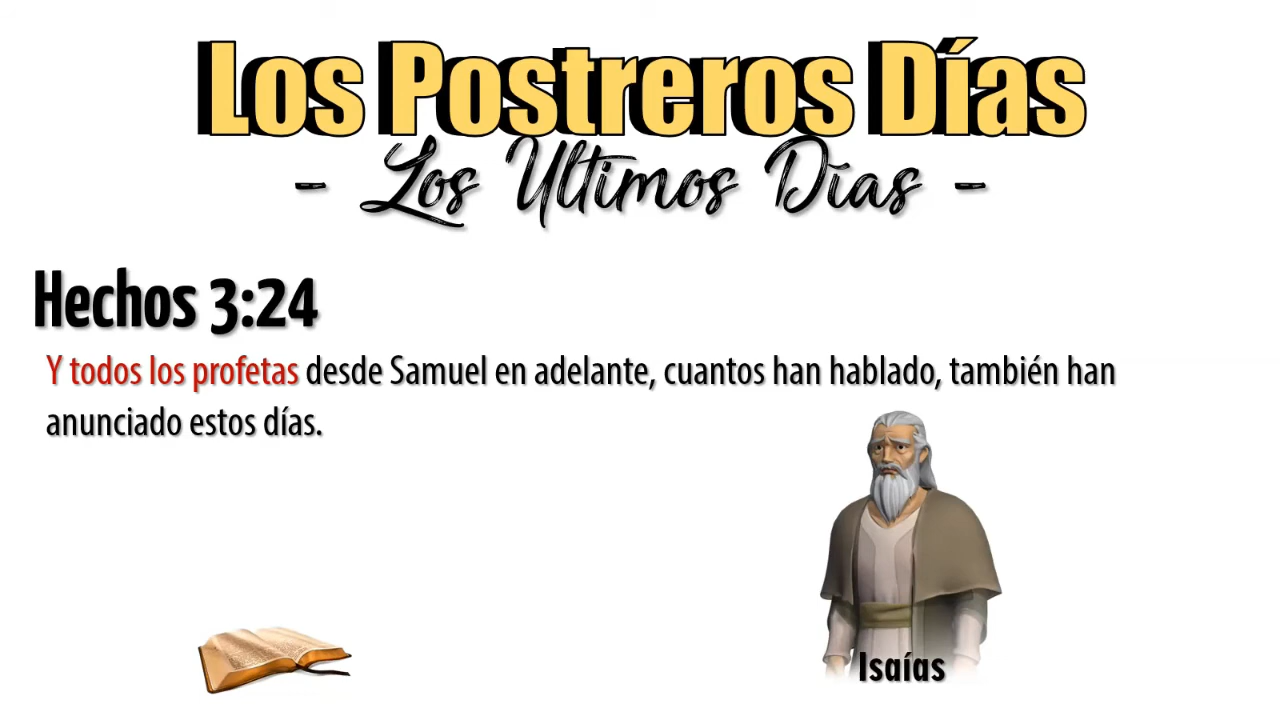 Los Postreros Días
- Los Ultimos Días -
Hechos 3:24
Y todos los profetas desde Samuel en adelante, cuantos han hablado, también han
anunciado estos días.
Isaías